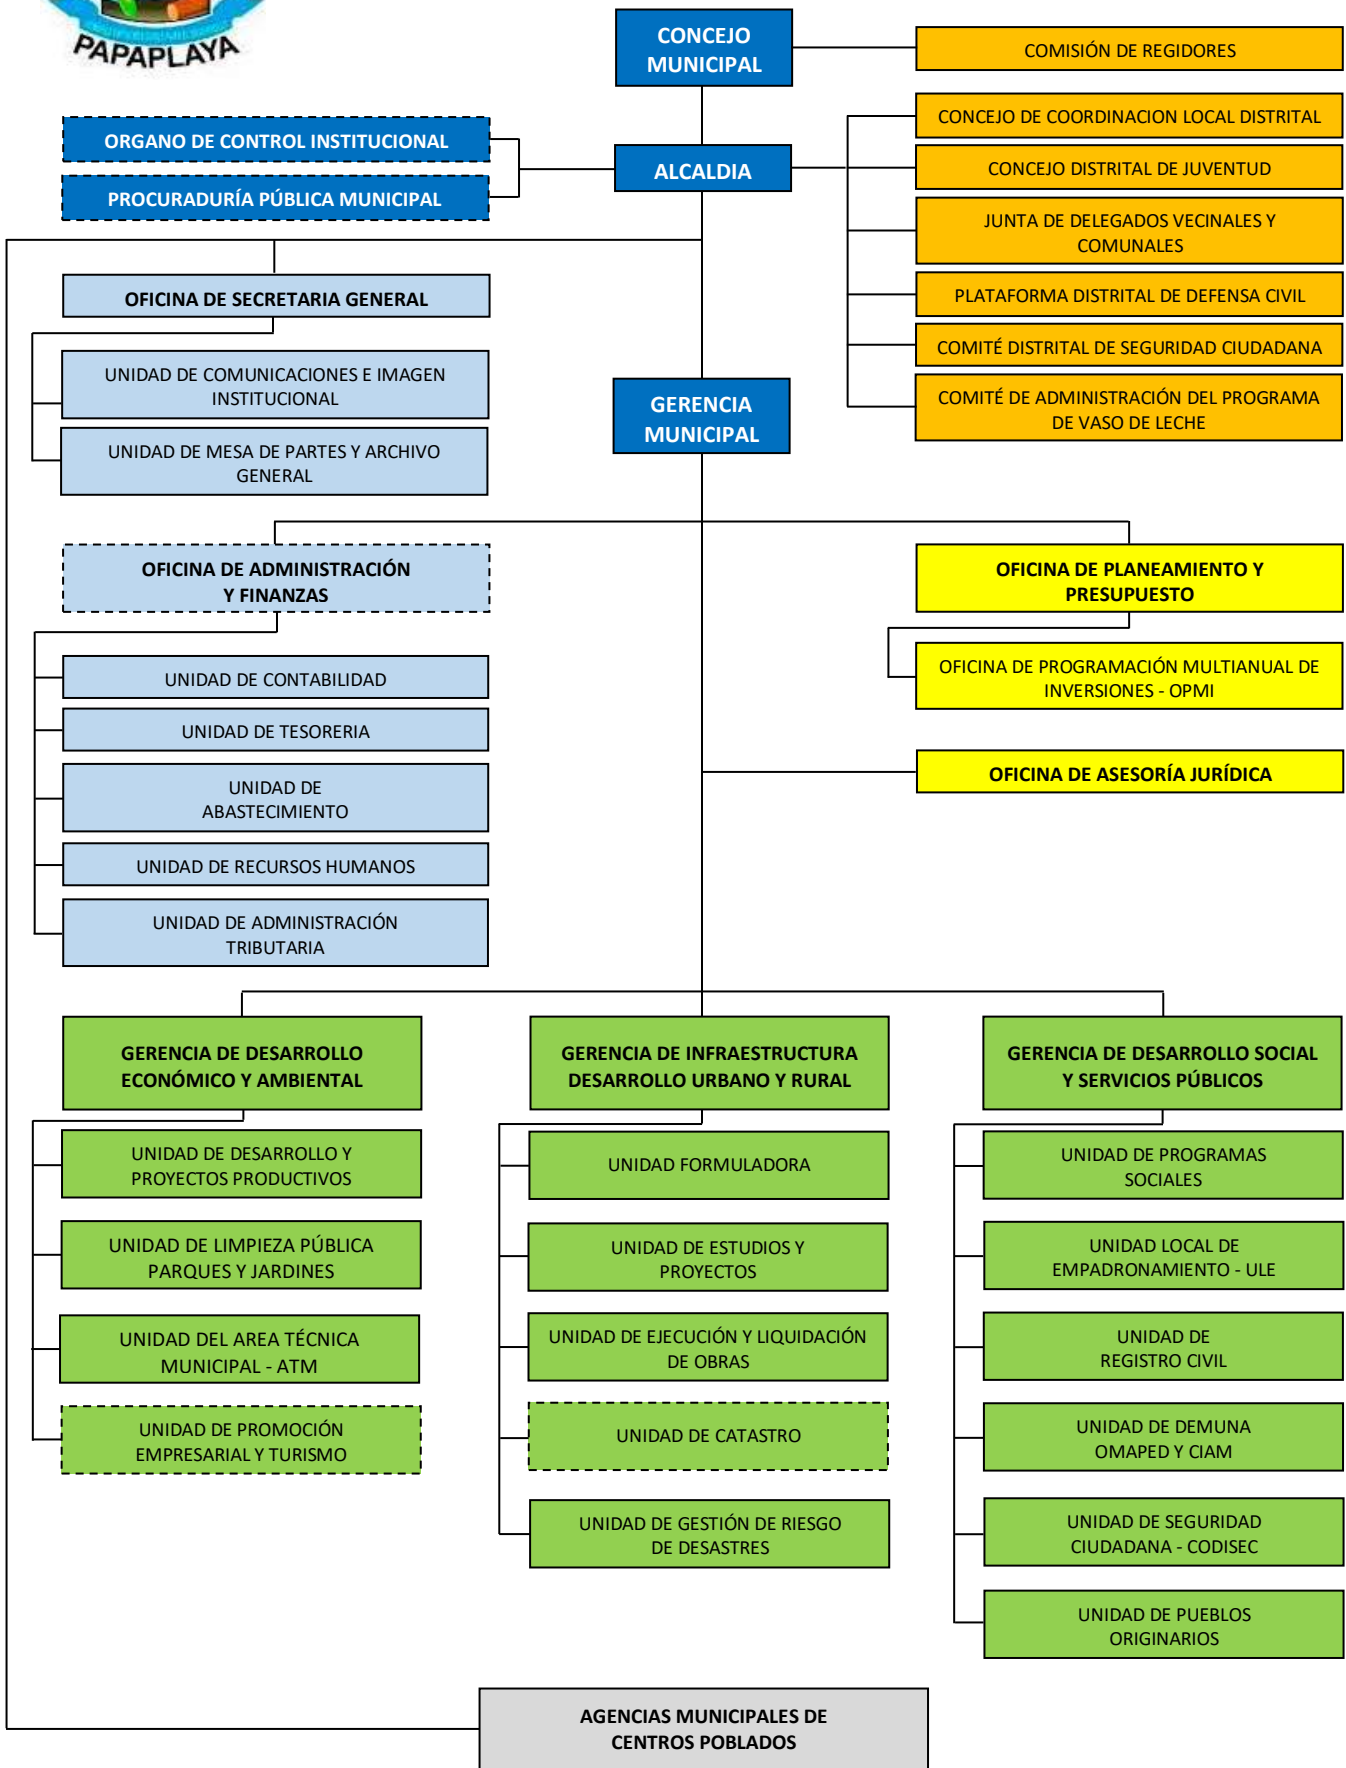 PAPAPLAYA
CONCEJO
MUNICIPAL
COMISIÓN DE REGIDORES
ORGANO DE CONTROL INSTITUCIONAL
PROCURADURÍA PÚBLICA MUNICIPAL
ALCALDIA
CONCEJO DE COORDINACION LOCAL DISTRITAL
CONCEJO DISTRITAL DE JUVENTUD
JUNTA DE DELEGADOS VECINALES Y
COMUNALES
PLATAFORMA DISTRITAL DE DEFENSA CIVIL
COMITÉ DISTRITAL DE SEGURIDAD CIUDADANA
COMITÉ DE ADMINISTRACIÓN DEL PROGRAMA
DE VASO DE LECHE
OFICINA DE SECRETARIA GENERAL
UNIDAD DE COMUNICACIONES E IMAGEN
INSTITUCIONAL
UNIDAD DE MESA DE PARTES Y ARCHIVO
GENERAL
GERENCIA
MUNICIPAL
OFICINA DE ADMINISTRACIÓN
Y FINANZAS
UNIDAD DE CONTABILIDAD
UNIDAD DE TESORERIA
UNIDAD DE
ABASTECIMIENTO
UNIDAD DE RECURSOS HUMANOS
UNIDAD DE ADMINISTRACIÓN
TRIBUTARIA
OFICINA DE PLANEAMIENTO Y
PRESUPUESTO
OFICINA DE PROGRAMACIÓN MULTIANUAL DE
INVERSIONES - OPMI
OFICINA DE ASESORÍA JURÍDICA
GERENCIA DE DESARROLLO
ECONÓMICO Y AMBIENTAL
UNIDAD DE DESARROLLO Y
PROYECTOS PRODUCTIVOS
UNIDAD DE LIMPIEZA PÚBLICA
PARQUES Y JARDINES
UNIDAD DEL AREA TÉCNICA
MUNICIPAL - ATM
UNIDAD DE PROMOCIÓN
EMPRESARIAL Y TURISMO
GERENCIA DE INFRAESTRUCTURA
DESARROLLO URBANO Y RURAL
UNIDAD FORMULADORA
UNIDAD DE ESTUDIOS Y
PROYECTOS
UNIDAD DE EJECUCIÓN Y LIQUIDACIÓN
DE OBRAS
UNIDAD DE CATASTRO
UNIDAD DE GESTIÓN DE RIESGO
DE DESASTRES
GERENCIA DE DESARROLLO SOCIAL
Y SERVICIOS PÚBLICOS
UNIDAD DE PROGRAMAS
SOCIALES
UNIDAD LOCAL DE
EMPADRONAMIENTO - ULE
UNIDAD DE
REGISTRO CIVIL
UNIDAD DE DEMUNA
OMAPED Y CIAM
UNIDAD DE SEGURIDAD
CIUDADANA - CODISEC
UNIDAD DE PUEBLOS
ORIGINARIOS
AGENCIAS MUNICIPALES DE
CENTROS POBLADOS